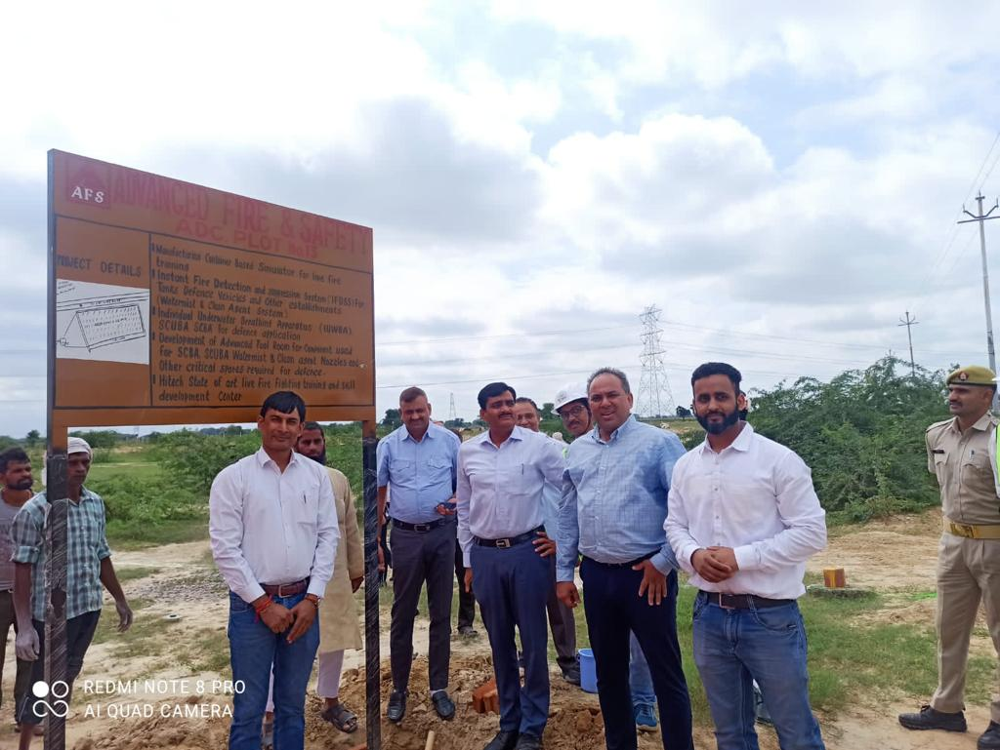 AFS
ADVANCED FIRE & SAFETY
ADC, PLOT No. 13
PROJECT DETAILS
Manufacturing Container Based Simulator for live fire
training
Instant Fire Detection and suppression System (IFDSS) For
Tanks Defence Vehicles and Other establishments
(Watermist & Clean Agent System)
Individual Underwater Breathing Apparatus (IUWBA),
SCUBA, SCBA for defence application
Development of Advanced Tool Room for Component used
for SCBA, SCUBA Watermist & Clean agent Nozzles and
Other critical spares required for defence.
Hitech State of art live Fire Fighting training and skill
development Center
REDMI NOTE 8 PRO
AI QUAD CAMERA